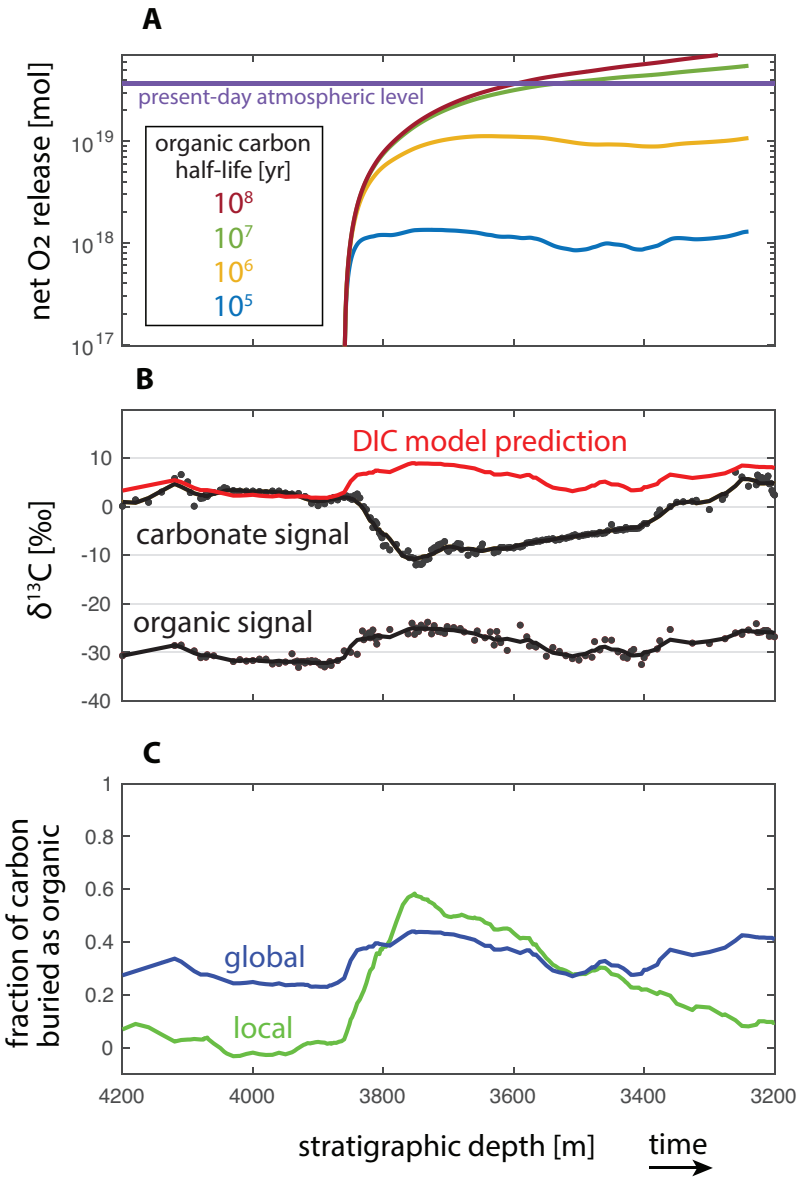 A
net O2 release [mol]
10¹⁹
10¹⁸
10¹⁷
present-day atmospheric level
organic carbon
half-life [yr]
10⁸
10⁷
10⁶
10⁵
B
δ¹³C [‰]
10
0
-10
-20
-30
-40
DIC model prediction
carbonate signal
organic signal
C
fraction of carbon
buried as organic
1
0.8
0.6
0.4
0.2
0
global
local
4200
4000
3800
3600
3400
3200
stratigraphic depth [m]
time